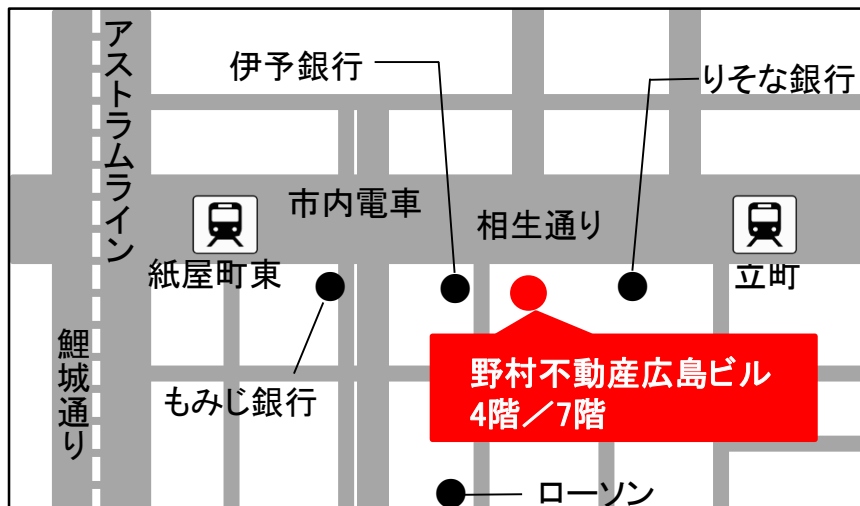 アストラムライン
伊予銀行
りそな銀行
市内電車
相生通り
紙屋町東
立町
鯉城通り
もみじ銀行
野村不動産広島ビル
4階／7階
ローソン